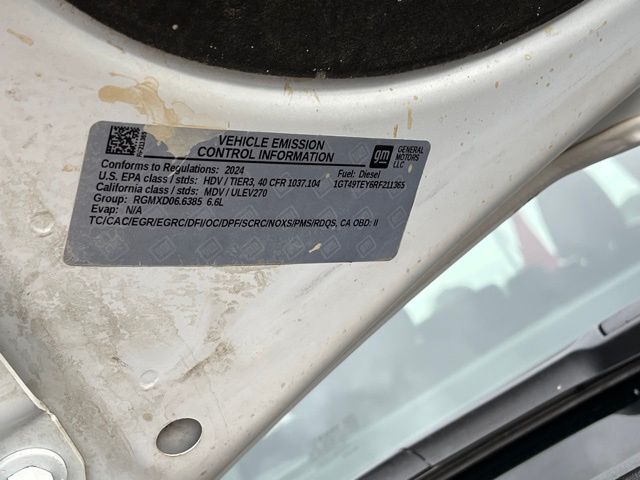 VEHICLE EMISSION
CONTROL INFORMATION
gm GENERAL
MOTORS
LLC
Conforms to Regulations: 2024
Fuel: Diesel
U.S. EPA class / stds: HDV / TIER3, 40 CFR 1037.104
1GT49TEY6RF211365
California class / stds: MDV / ULEV270
Group: RGMXD06.6385 6.6L
Evap: N/A
TC/CAC/EGR/EGRC/DFI/OC/DPF/SCRC/NOXS/PMS/RDQS, CA OBD: II